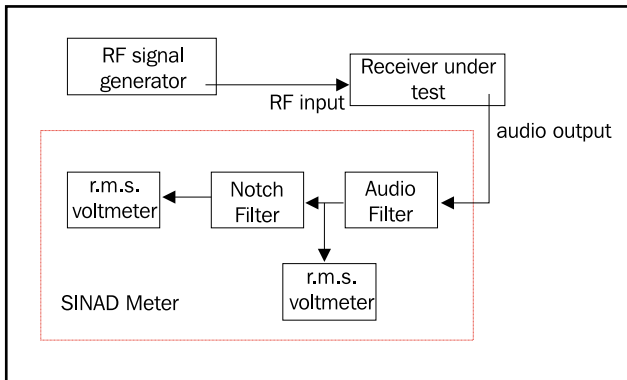 RF signal
generator
RF input
Receiver under
test
audio output
r.m.s.
voltmeter
Notch
Filter
Audio
Filter
r.m.s.
voltmeter
SINAD Meter